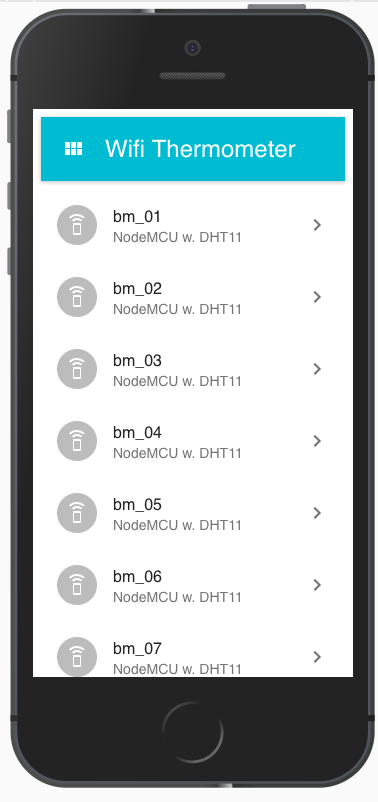 Wifi Thermometer
bm_01
NodeMCU w. DHT11
bm_02
NodeMCU w. DHT11
bm_03
NodeMCU w. DHT11
bm_04
NodeMCU w. DHT11
bm_05
NodeMCU w. DHT11
bm_06
NodeMCU w. DHT11
bm_07
NodeMCU w. DHT11